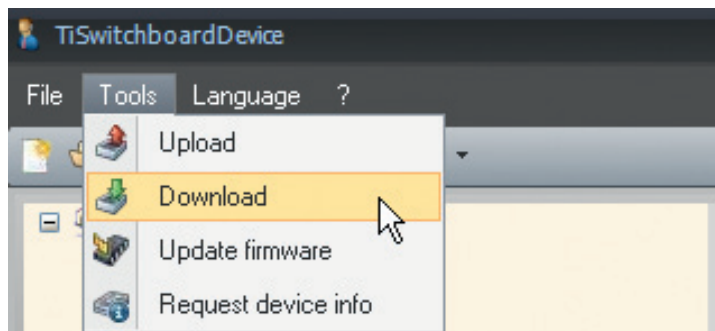 TiSwitchboardDevice
File Tools Language ?
Upload
Download
Update firmware
Request device info